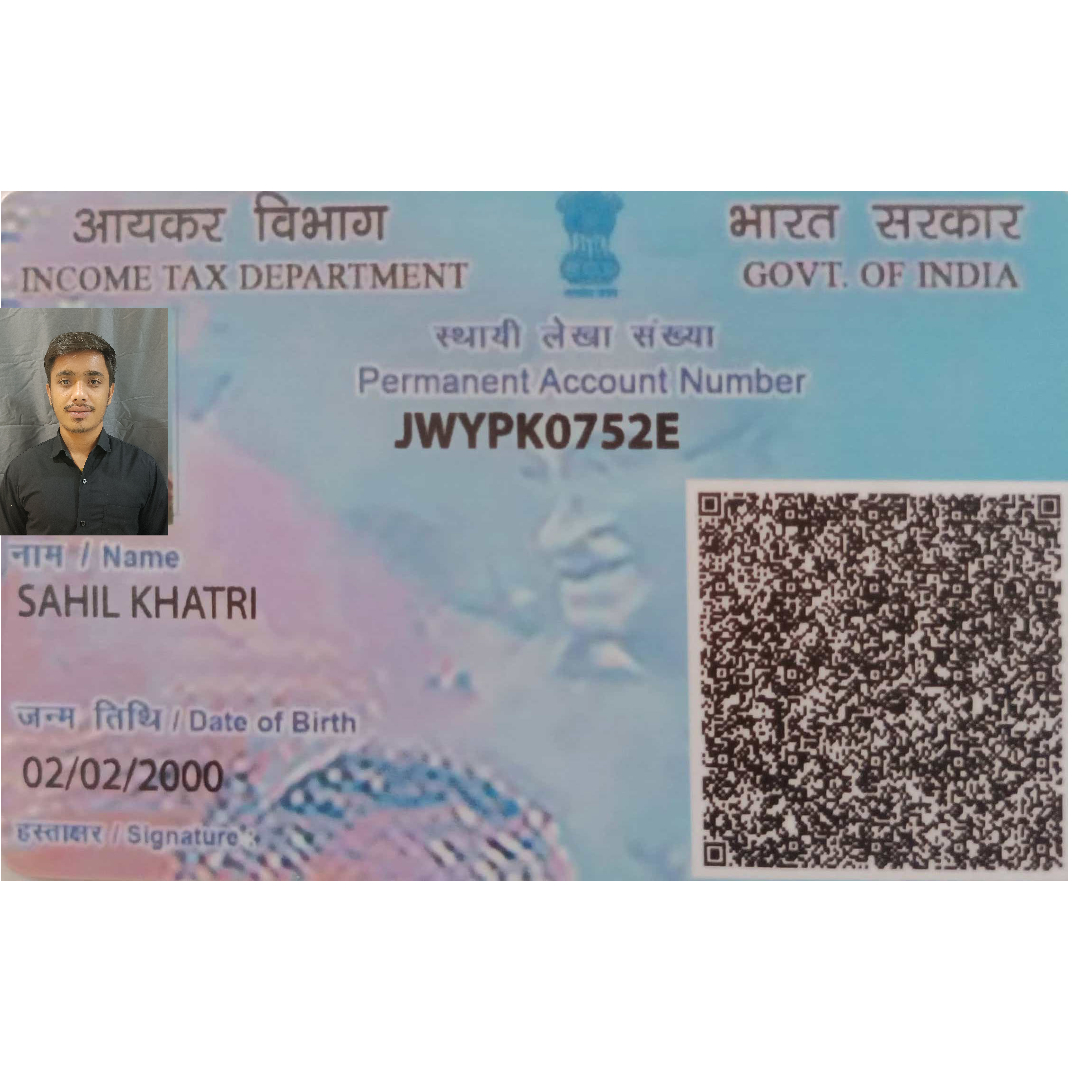 आयकर विभाग
INCOME TAX DEPARTMENT
भारत सरकार
GOVT. OF INDIA
स्थायी लेखा संख्या
Permanent Account Number
JWYPK0752E
नाम / Name
SAHIL KHATRI
जन्म तिथि / Date of Birth
02/02/2000
हस्ताक्षर / Signature